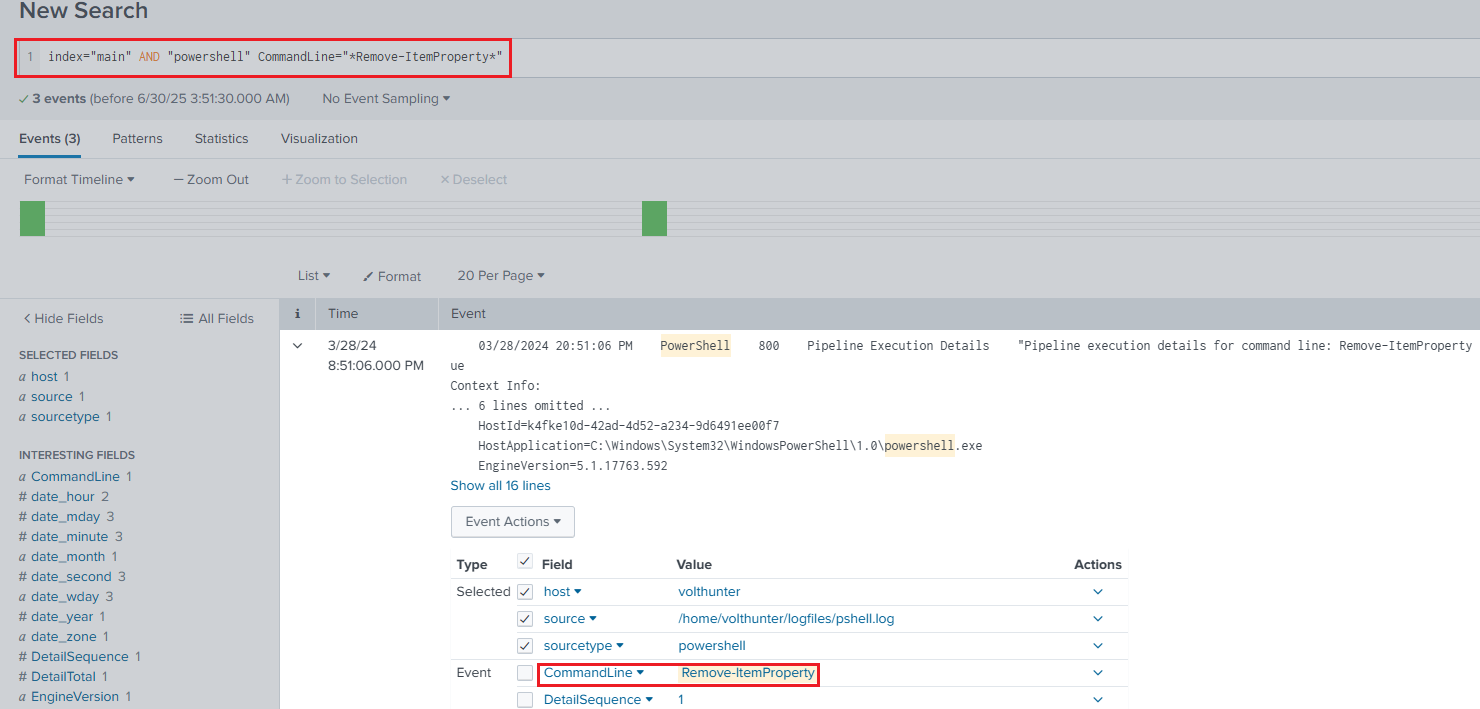 New Search
1 index="main" AND "powershell" CommandLine="*Remove-ItemProperty*"
✓ 3 events (before 6/30/25 3:51:30.000 AM) No Event Sampling ▾
Events (3) Patterns Statistics Visualization
Format Timeline ▾ — Zoom Out + Zoom to Selection × Deselect
List ▾ Format 20 Per Page ▾
< Hide Fields All Fields
i Time Event
SELECTED FIELDS
a host 1
a source 1
a sourcetype 1
INTERESTING FIELDS
a CommandLine 1
# date_hour 2
# date_mday 3
# date_minute 3
a date_month 1
# date_second 3
a date_wday 3
# date_year 1
a date_zone 1
# DetailSequence 1
# DetailTotal 1
a EngineVersion 1
3/28/24
8:51:06.000 PM
03/28/2024 20:51:06 PM PowerShell 800 Pipeline Execution Details "Pipeline execution details for command line: Remove-ItemProperty
ue
Context Info:
... 6 lines omitted ...
HostId=k4fke10d-42ad-4d52-a234-9d6491ee00f7
HostApplication=C:\Windows\System32\WindowsPowerShell\1.0\powershell.exe
EngineVersion=5.1.17763.592
Show all 16 lines
Event Actions ▾
Type Field Value Actions
Selected host ▾ volthunter
source ▾ /home/volthunter/logfiles/pshell.log
sourcetype ▾ powershell
Event CommandLine ▾ Remove-ItemProperty
DetailSequence ▾ 1